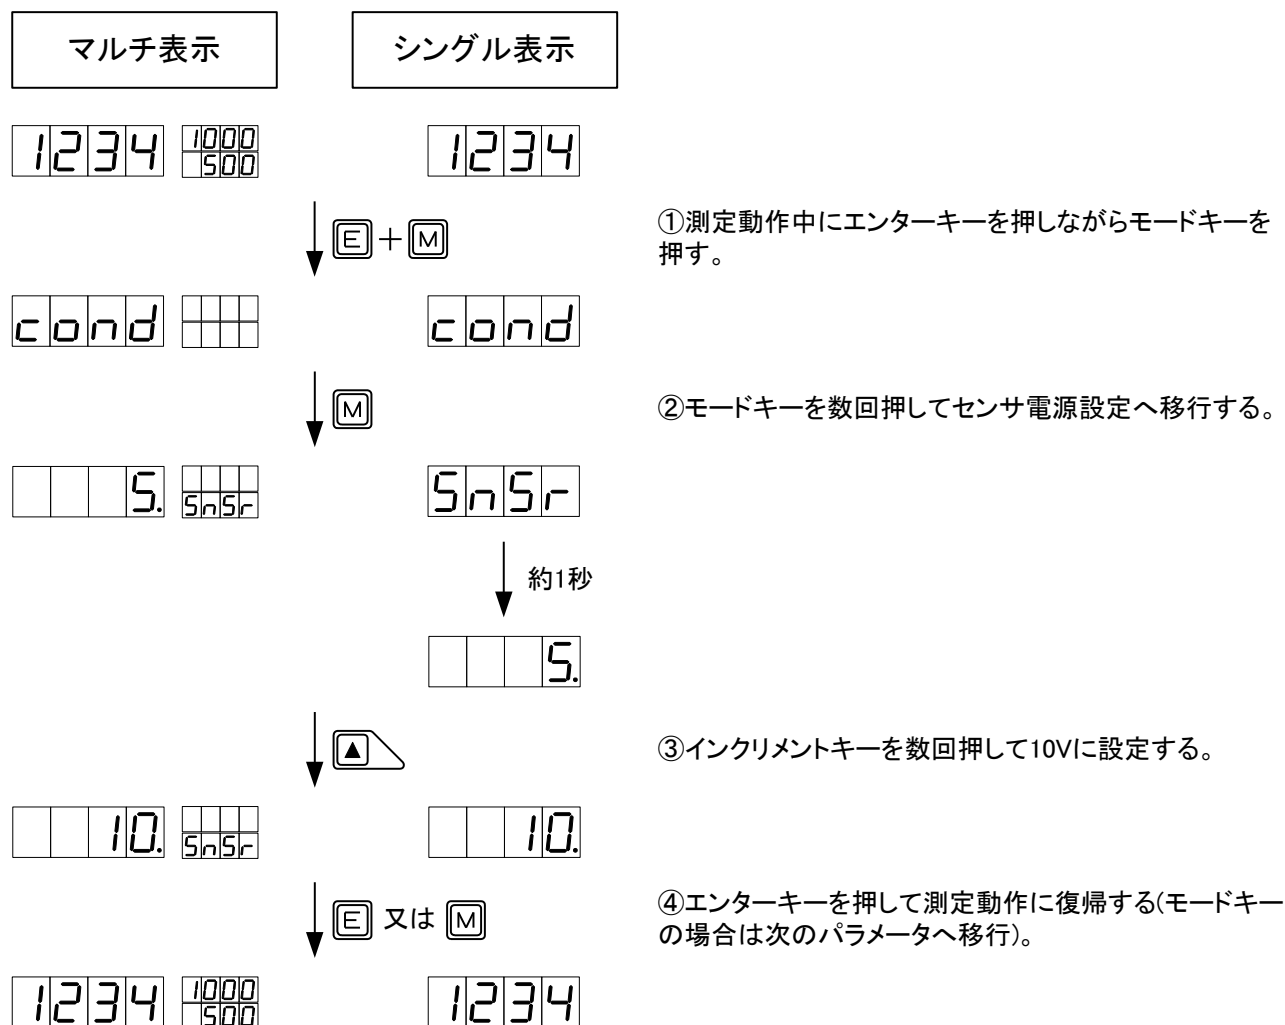 マルチ表示 シングル表示
1234 1000 1234
500
E+M ①測定動作中にエンターキーを押しながらモードキーを
押す。
cond cond
M ②モードキーを数回押してセンサ電源設定へ移行する。
5. SnSr SnSr
約1秒
5.
▲ ③インクリメントキーを数回押して10Vに設定する。
10. SnSr 10.
E 又は M ④エンターキーを押して測定動作に復帰する(モードキー
の場合は次のパラメータへ移行)。
1234 1000 1234
500